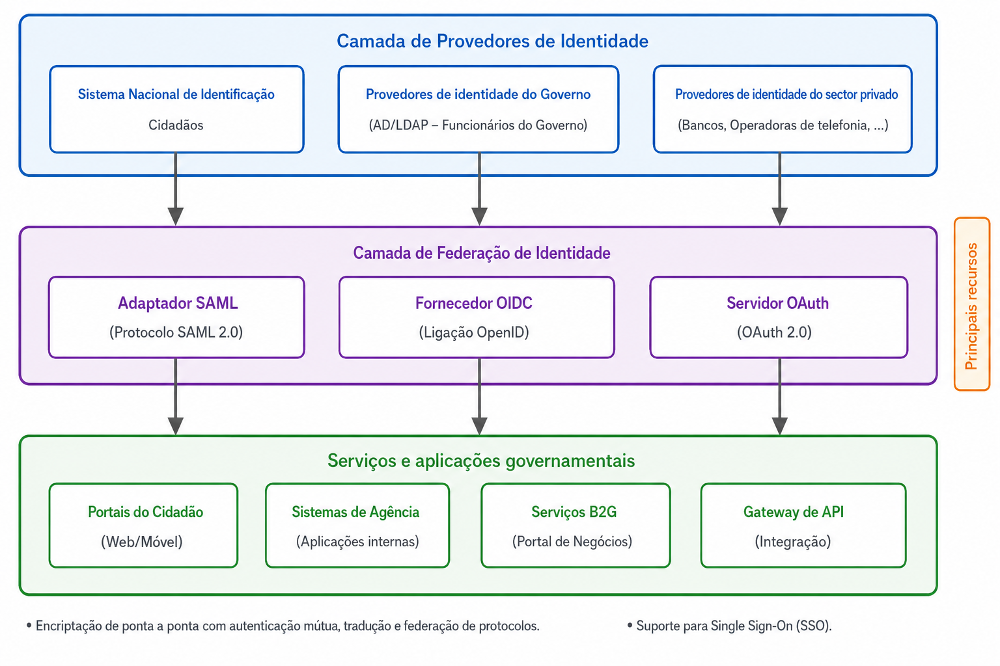 Camada de Provedores de Identidade
Sistema Nacional de Identificação
Cidadãos
Provedores de identidade do Governo
(AD/LDAP – Funcionários do Governo)
Provedores de identidade do sector privado
(Bancos, Operadoras de telefonia, ...)
Camada de Federação de Identidade
Adaptador SAML
(Protocolo SAML 2.0)
Fornecedor OIDC
(Ligação OpenID)
Servidor OAuth
(OAuth 2.0)
Principais recursos
Serviços e aplicações governamentais
Portais do Cidadão
(Web/Móvel)
Sistemas de Agência
(Aplicações internas)
Serviços B2G
(Portal de Negócios)
Gateway de API
(Integração)
• Encriptação de ponta a ponta com autenticação mútua, tradução e federação de protocolos.
• Suporte para Single Sign-On (SSO).